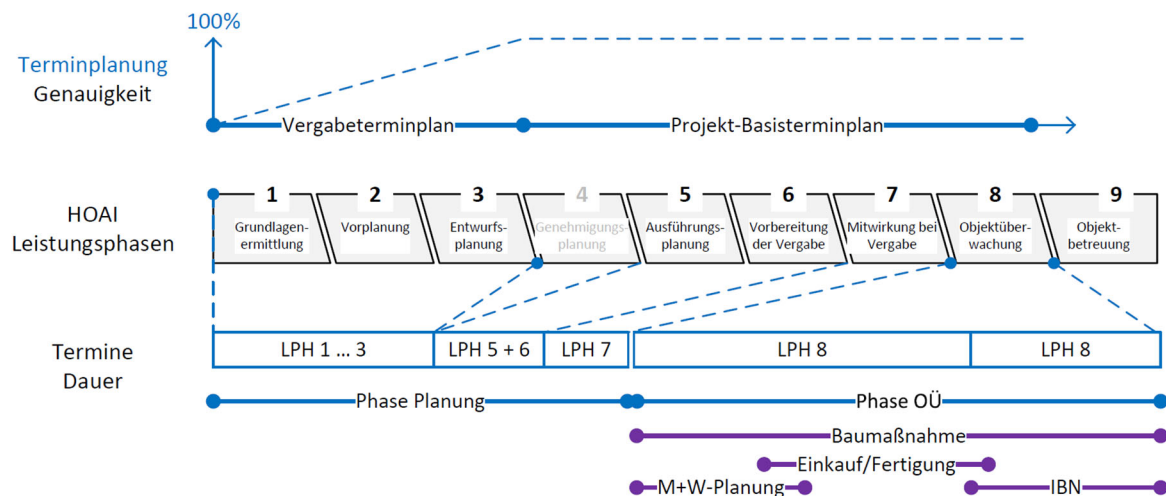 100%
Terminplanung
Genauigkeit
Vergabeterminplan
Projekt-Basisterminplan
HOAI
Leistungsphasen
1
Grundlagen-
ermittlung
2
Vorplanung
3
Entwurfs-
planung
4
Genehmigungs-
planung
5
Ausführungs-
planung
6
Vorbereitung
der Vergabe
7
Mitwirkung bei
Vergabe
8
Objektüber-
wachung
9
Objekt-
betreuung
Termine
Dauer
LPH 1 ... 3
LPH 5 + 6
LPH 7
LPH 8
LPH 8
Phase Planung
Phase OÜ
Baumaßnahme
Einkauf/Fertigung
M+W-Planung
IBN